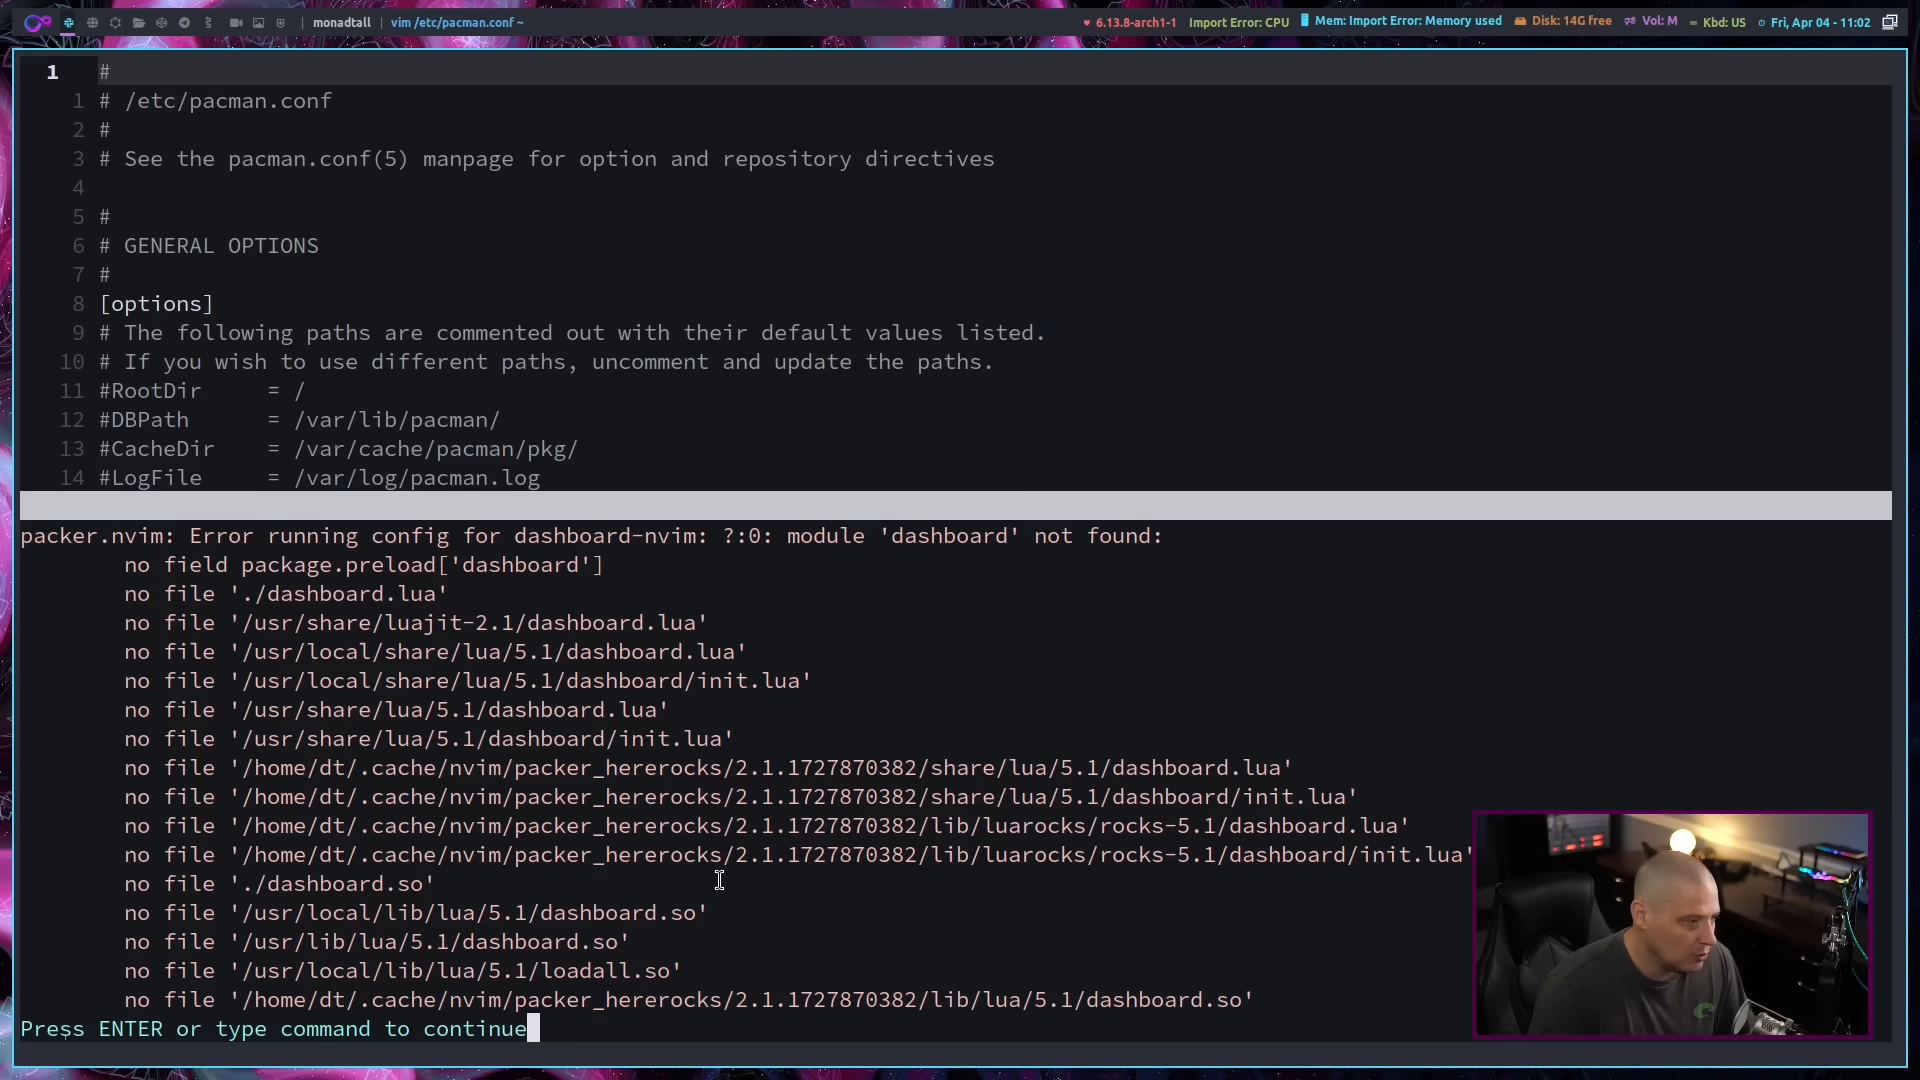 monadtall | vim /etc/pacman.conf ~
6.13.8-arch1-1 Import Error: CPU Mem: Import Error: Memory used Disk: 14G free Vol: M Kbd: US Fri, Apr 04 - 11:02
1 #
1 # /etc/pacman.conf
2 #
3 # See the pacman.conf(5) manpage for option and repository directives
4
5 #
6 # GENERAL OPTIONS
7 #
8 [options]
9 # The following paths are commented out with their default values listed.
10 # If you wish to use different paths, uncomment and update the paths.
11 #RootDir     = /
12 #DBPath      = /var/lib/pacman/
13 #CacheDir    = /var/cache/pacman/pkg/
14 #LogFile     = /var/log/pacman.log
packer.nvim: Error running config for dashboard-nvim: ?:0: module 'dashboard' not found:
no field package.preload['dashboard']
no file './dashboard.lua'
no file '/usr/share/luajit-2.1/dashboard.lua'
no file '/usr/local/share/lua/5.1/dashboard.lua'
no file '/usr/local/share/lua/5.1/dashboard/init.lua'
no file '/usr/share/lua/5.1/dashboard.lua'
no file '/usr/share/lua/5.1/dashboard/init.lua'
no file '/home/dt/.cache/nvim/packer_hererocks/2.1.1727870382/share/lua/5.1/dashboard.lua'
no file '/home/dt/.cache/nvim/packer_hererocks/2.1.1727870382/share/lua/5.1/dashboard/init.lua'
no file '/home/dt/.cache/nvim/packer_hererocks/2.1.1727870382/lib/luarocks/rocks-5.1/dashboard.lua'
no file '/home/dt/.cache/nvim/packer_hererocks/2.1.1727870382/lib/luarocks/rocks-5.1/dashboard/init.lua'
no file './dashboard.so'
no file '/usr/local/lib/lua/5.1/dashboard.so'
no file '/usr/lib/lua/5.1/dashboard.so'
no file '/usr/local/lib/lua/5.1/loadall.so'
no file '/home/dt/.cache/nvim/packer_hererocks/2.1.1727870382/lib/lua/5.1/dashboard.so'
Press ENTER or type command to continue